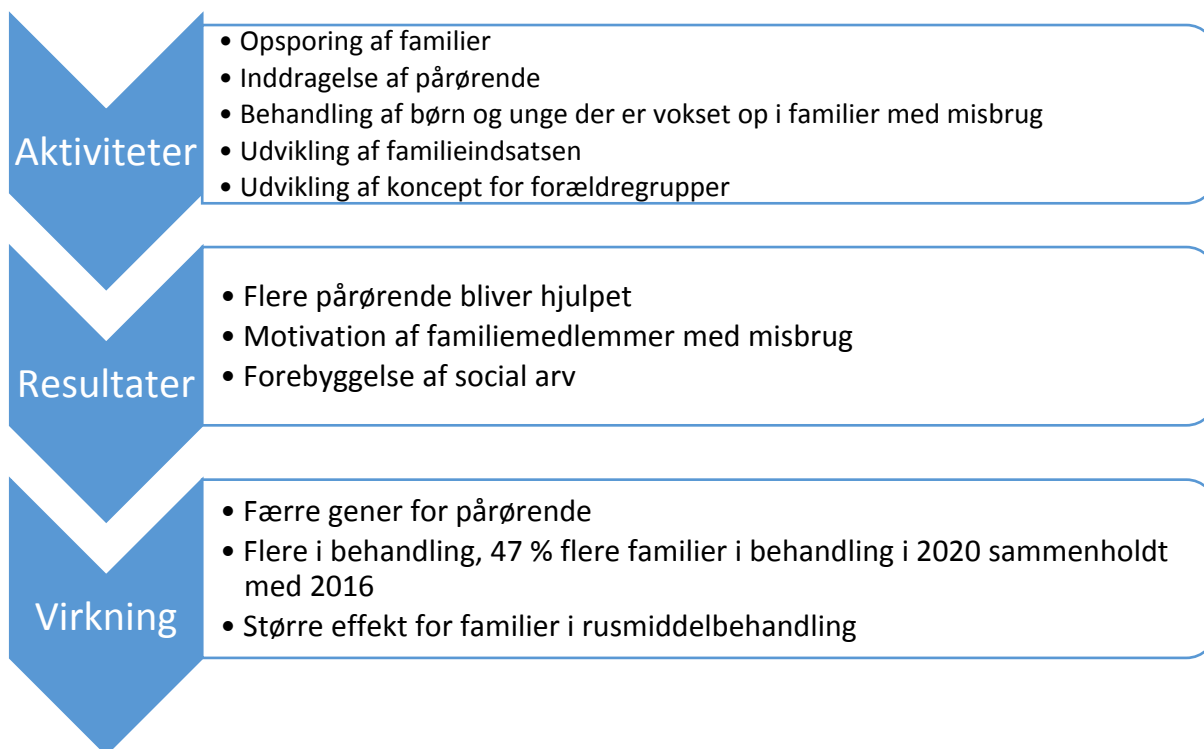 Aktiviteter
• Opsporing af familier
• Inddragelse af pårørende
• Behandling af børn og unge der er vokset op i familier med misbrug
• Udvikling af familieindsatsen
• Udvikling af koncept for forældregrupper
Resultater
• Flere pårørende bliver hjulpet
• Motivation af familiemedlemmer med misbrug
• Forebyggelse af social arv
Virkning
• Færre gener for pårørende
• Flere i behandling, 47 % flere familier i behandling i 2020 sammenholdt
med 2016
• Større effekt for familier i rusmiddelbehandling